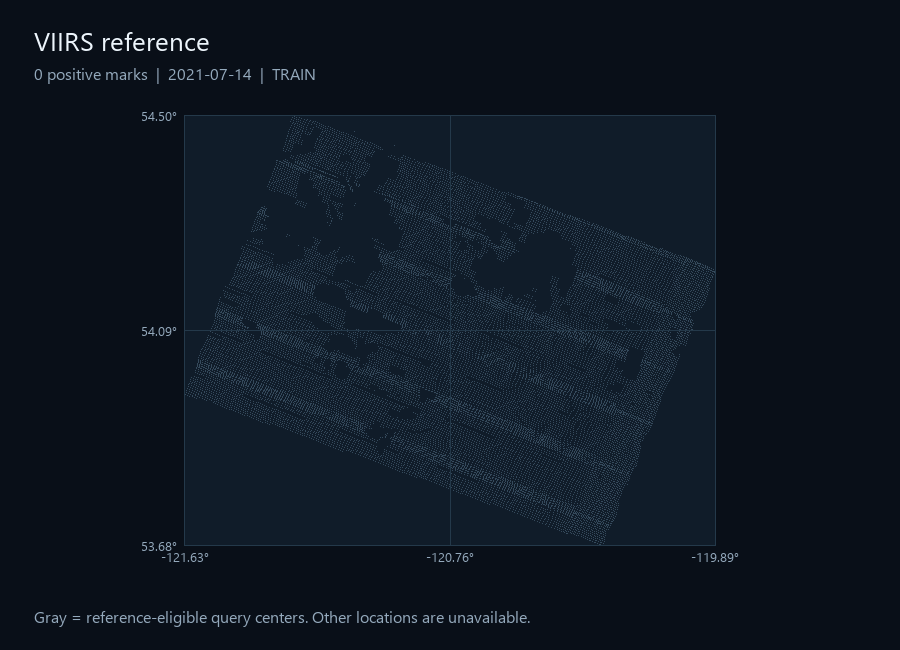 VIIRS reference
0 positive marks | 2021-07-14 | TRAIN
54.50°
54.09°
53.68°
-121.63°
-120.76°
-119.89°
Gray = reference-eligible query centers. Other locations are unavailable.